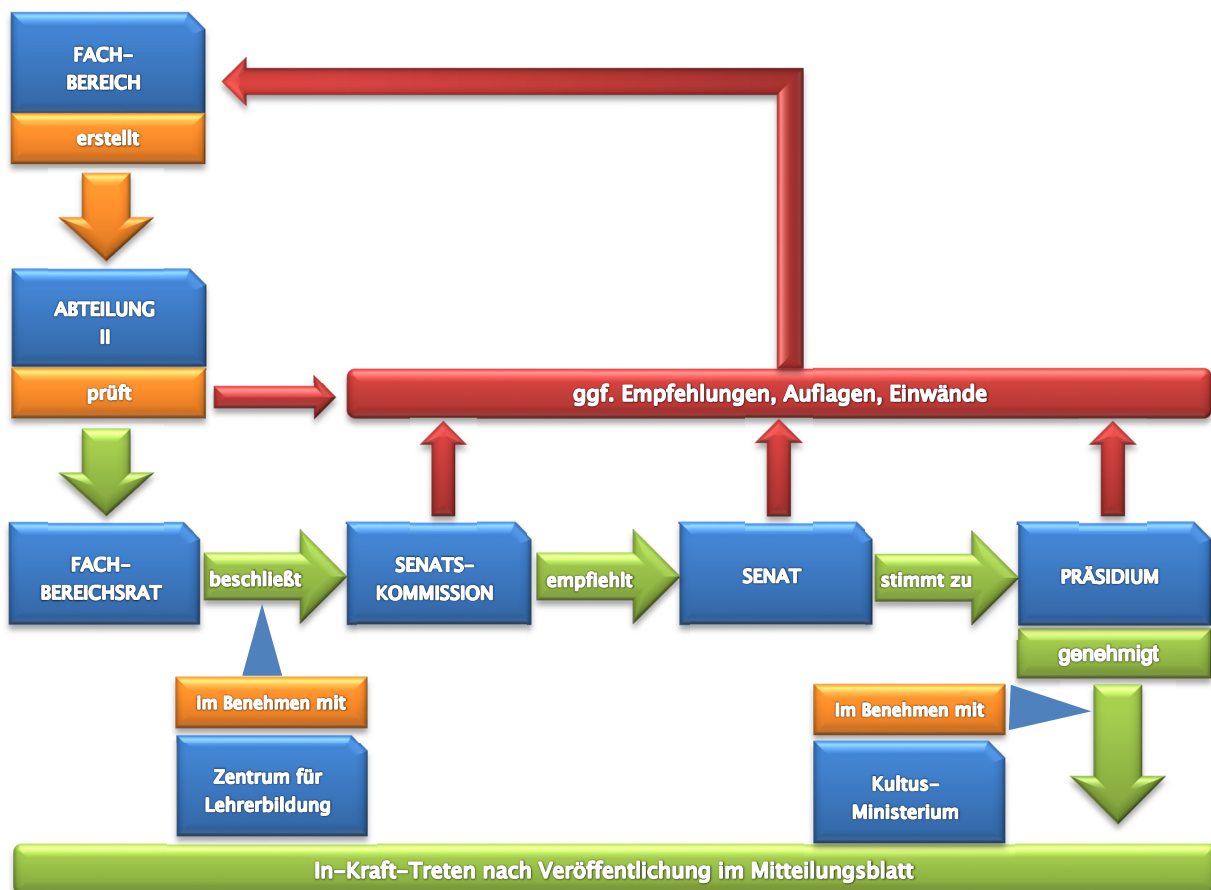 FACH-
BEREICH
erstellt
ABTEILUNG
II
prüft
ggf. Empfehlungen, Auflagen, Einwände
FACH-
BEREICHSRAT
beschließt
SENATS-
KOMMISSION
empfiehlt
SENAT
stimmt zu
PRÄSIDIUM
genehmigt
Im Benehmen mit
Zentrum für
Lehrerbildung
Im Benehmen mit
Kultus-
Ministerium
In-Kraft-Treten nach Veröffentlichung im Mitteilungsblatt